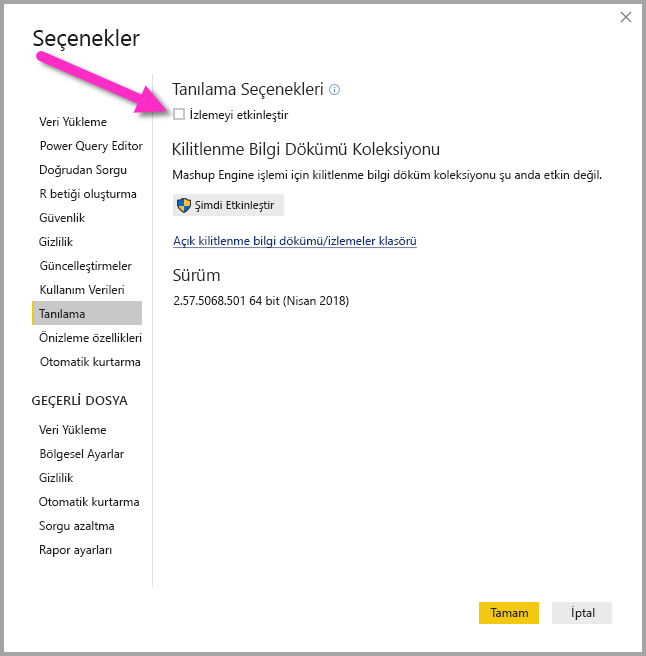 Seçenekler
Veri Yükleme
Power Query Editor
Doğrudan Sorgu
R betiği oluşturma
Güvenlik
Gizlilik
Güncelleştirmeler
Kullanım Verileri
Tanılama
Önizleme özellikleri
Otomatik kurtarma
GEÇERLİ DOSYA
Veri Yükleme
Bölgesel Ayarlar
Gizlilik
Otomatik kurtarma
Sorgu azaltma
Rapor ayarları
Tanılama Seçenekleri
İzlemeyi etkinleştir
Kilitlenme Bilgi Dökümü Koleksiyonu
Mashup Engine işlemi için kilitlenme bilgi döküm koleksiyonu şu anda etkin değil.
Şimdi Etkinleştir
Açık kilitlenme bilgi dökümü/izlemeler klasörü
Sürüm
2.57.5068.501 64 bit (Nisan 2018)
Tamam
İptal